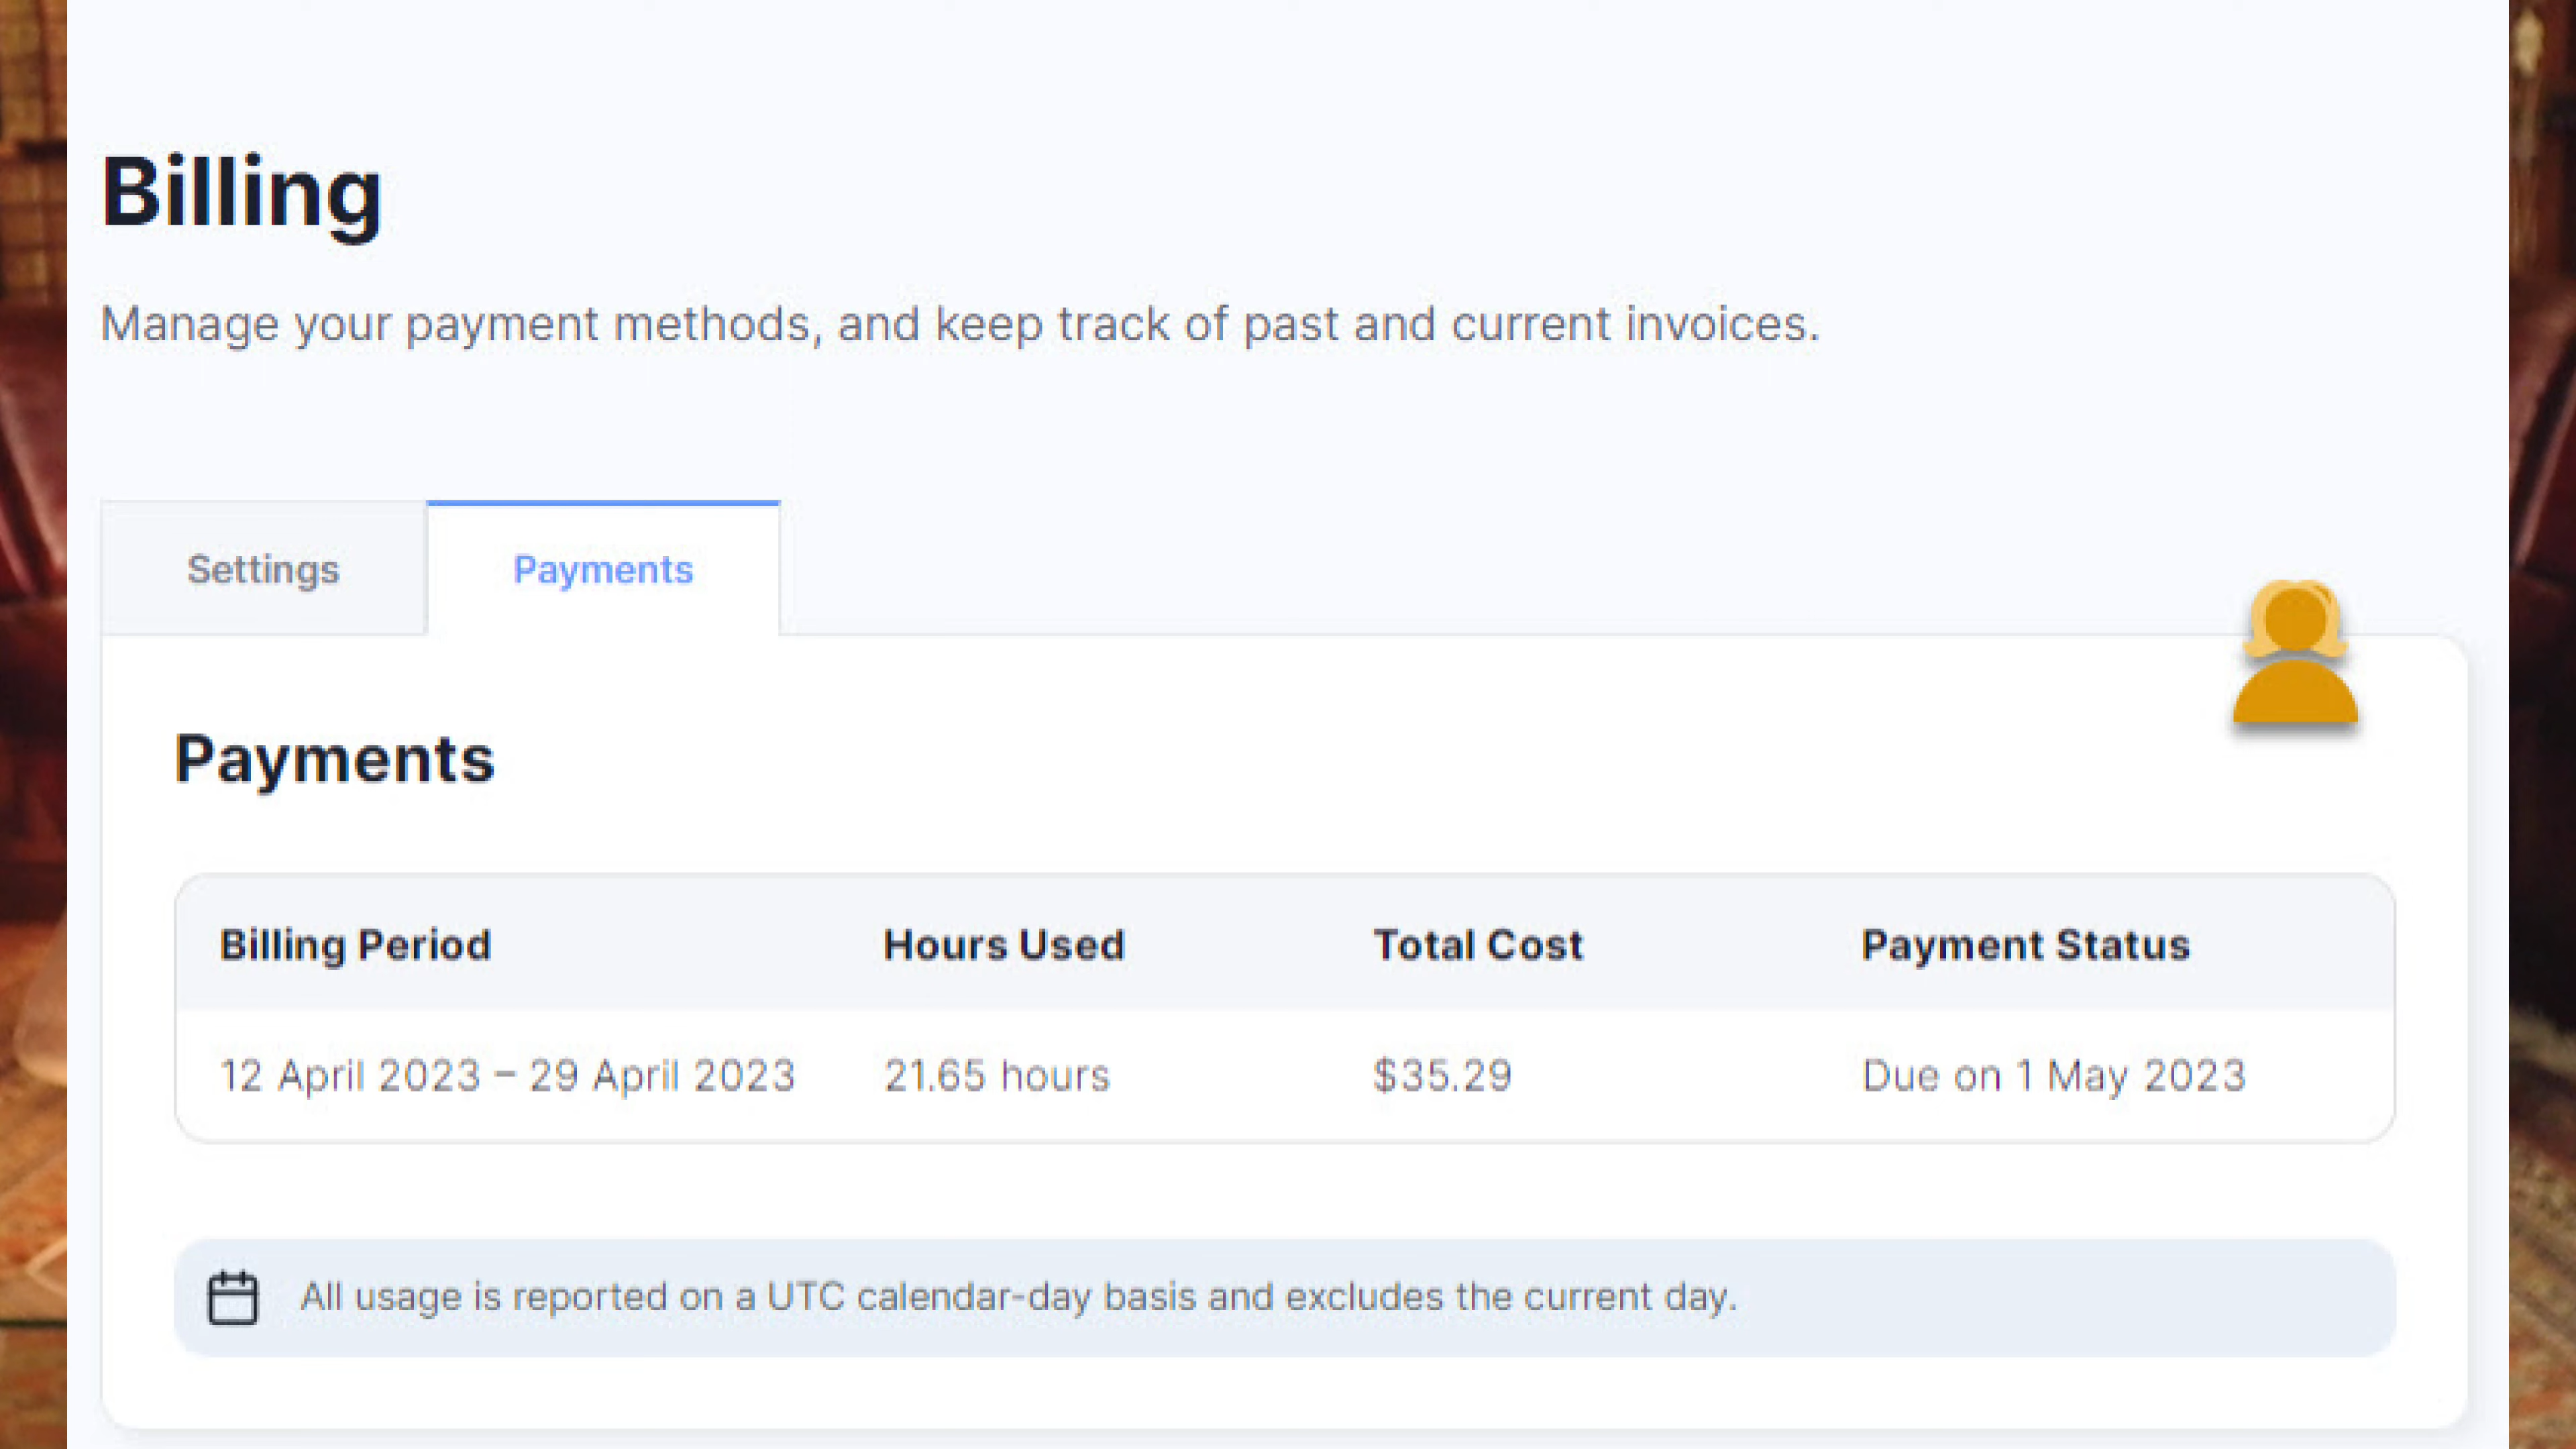 Billing
Manage your payment methods, and keep track of past and current invoices.
Settings Payments
Payments
Billing Period Hours Used Total Cost Payment Status
12 April 2023 – 29 April 2023 21.65 hours $35.29 Due on 1 May 2023
All usage is reported on a UTC calendar-day basis and excludes the current day.